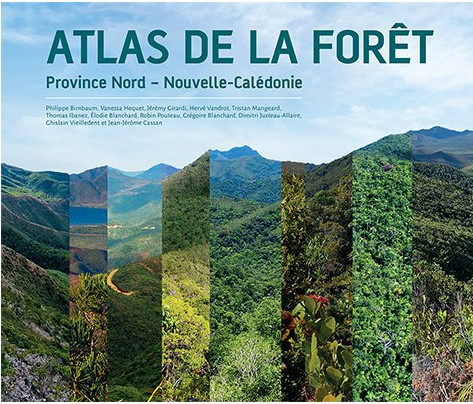 ATLAS DE LA FORÊT
Province Nord – Nouvelle-Calédonie
Philippe Birnbaum, Vanessa Hequet, Jérémy Girardi, Hervé Vandrot, Tristan Mangeard,
Thomas Ibanez, Élodie Blanchard, Robin Pouteau, Grégoire Blanchard, Dimitri Justeau-Allaire,
Ghislain Vieilledent et Jean-Jérôme Cassan